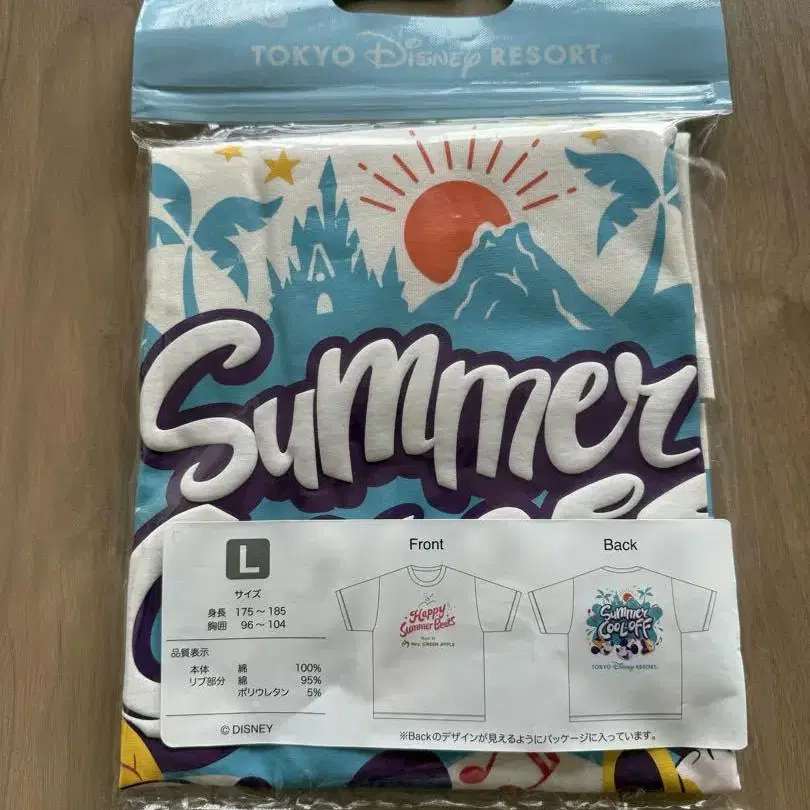 TOKYO Disney RESORT®
Summer
L
サイズ
身長 175～185
胸囲 96～104
品質表示
本体 綿 100%
リブ部分 綿 95%
ポリウレタン 5%
© DISNEY
Front
Happy
Summer Beats
Mrs. GREEN APPLE
Back
Summer
COOL OFF
TOKYO Disney RESORT
※Backのデザインが見えるようにパッケージに入っています。